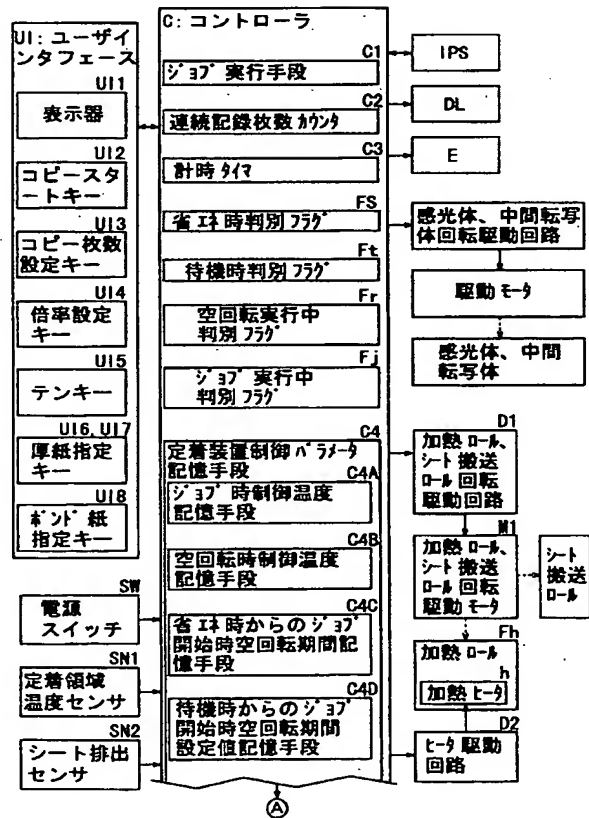 UI:ユーザイ
ンタフェース
UI1
表示器
UI2
コピースタ
ートキー
UI3
コピー枚数
設定キー
UI4
倍率設定
キー
UI5
テンキー
UI6, UI7
厚紙指定
キー
UI8
ボンド紙
指定キー
SW
電源
スイッチ
SN1
定着領域
温度センサ
SN2
シート排出
センサ
C:コントローラ
C1
ジョブ実行手段
C2
連続記録枚数カウンタ
C3
計時タイマ
FS
省エネ時判別フラグ
Ft
待機時判別フラグ
Fr
空回転実行中
判別フラグ
Fj
ジョブ実行中
判別フラグ
C4
定着装置制御パラメータ
記憶手段
C4A
ジョブ時制御温度
記憶手段
C4B
空回転時制御温度
記憶手段
C4C
省エネ時からのジョブ
開始時空回転期間記
憶手段
C4D
待機時からのジョブ
開始時空回転期間
設定値記憶手段
A
IPS
DL
E
感光体、中間転写
体回転駆動回路
駆動モータ
感光体、中間
転写体
D1
加熱ロール、
シート搬送
ロール回転
駆動回路
M1
加熱ロール、
シート搬送
ロール回転
駆動モータ
シート
搬送
ロール
Fh
加熱ロール
h
加熱ヒータ
D2
ヒータ駆動
回路